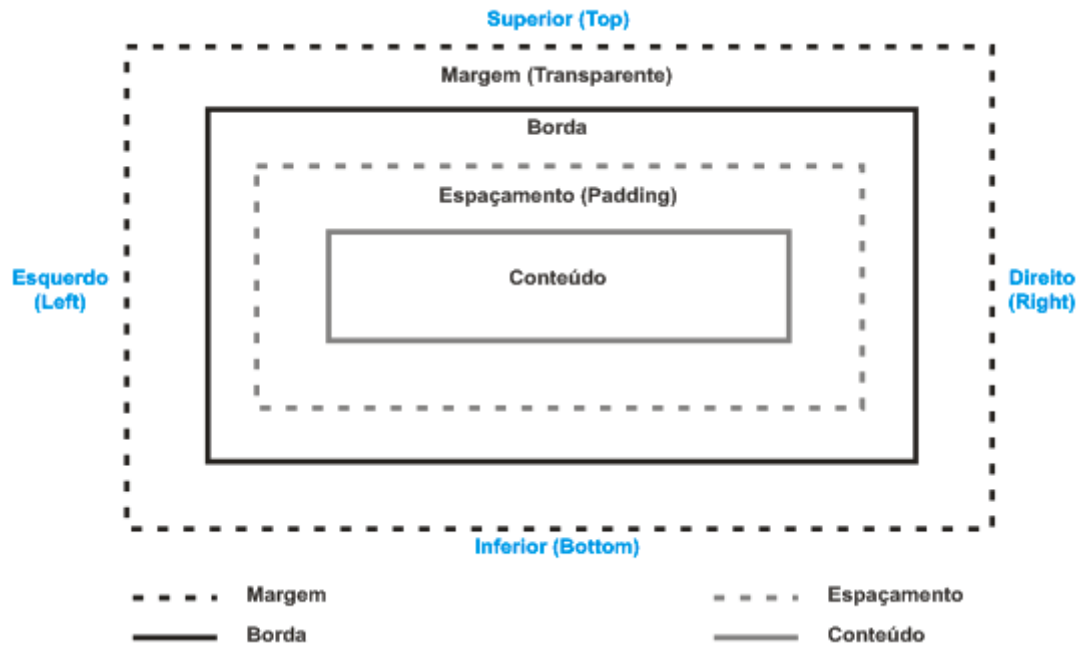 Superior (Top)
Margem (Transparente)
Borda
Espaçamento (Padding)
Conteúdo
Esquerdo
(Left)
Direito
(Right)
Inferior (Bottom)
Margem
Espaçamento
Borda
Conteúdo